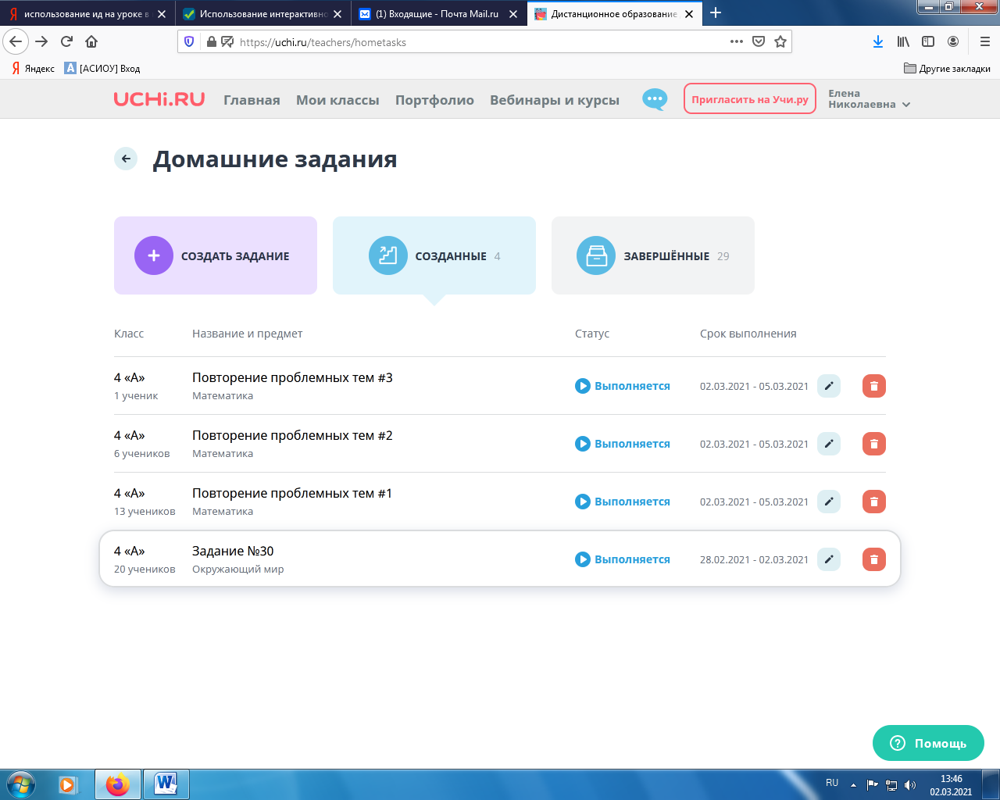 использование ид на уроке в
Использование интерактивно
(1) Входящие - Почта Mail.ru
Дистанционное образование
https://uchi.ru/teachers/hometasks
Яндекс
[АСИОУ] Вход
Другие закладки
UCHi.RU
Главная
Мои классы
Портфолио
Вебинары и курсы
Пригласить на Учи.ру
Елена
Николаевна
Домашние задания
СОЗДАТЬ ЗАДАНИЕ
СОЗДАННЫЕ 4
ЗАВЕРШЁННЫЕ 29
Класс Название и предмет Статус Срок выполнения
4 «А» Повторение проблемных тем #3
1 ученик Математика
Выполняется 02.03.2021 - 05.03.2021
4 «А» Повторение проблемных тем #2
6 учеников Математика
Выполняется 02.03.2021 - 05.03.2021
4 «А» Повторение проблемных тем #1
13 учеников Математика
Выполняется 02.03.2021 - 05.03.2021
4 «А» Задание №30
20 учеников Окружающий мир
Выполняется 28.02.2021 - 02.03.2021
Помощь
RU
13:46
02.03.2021